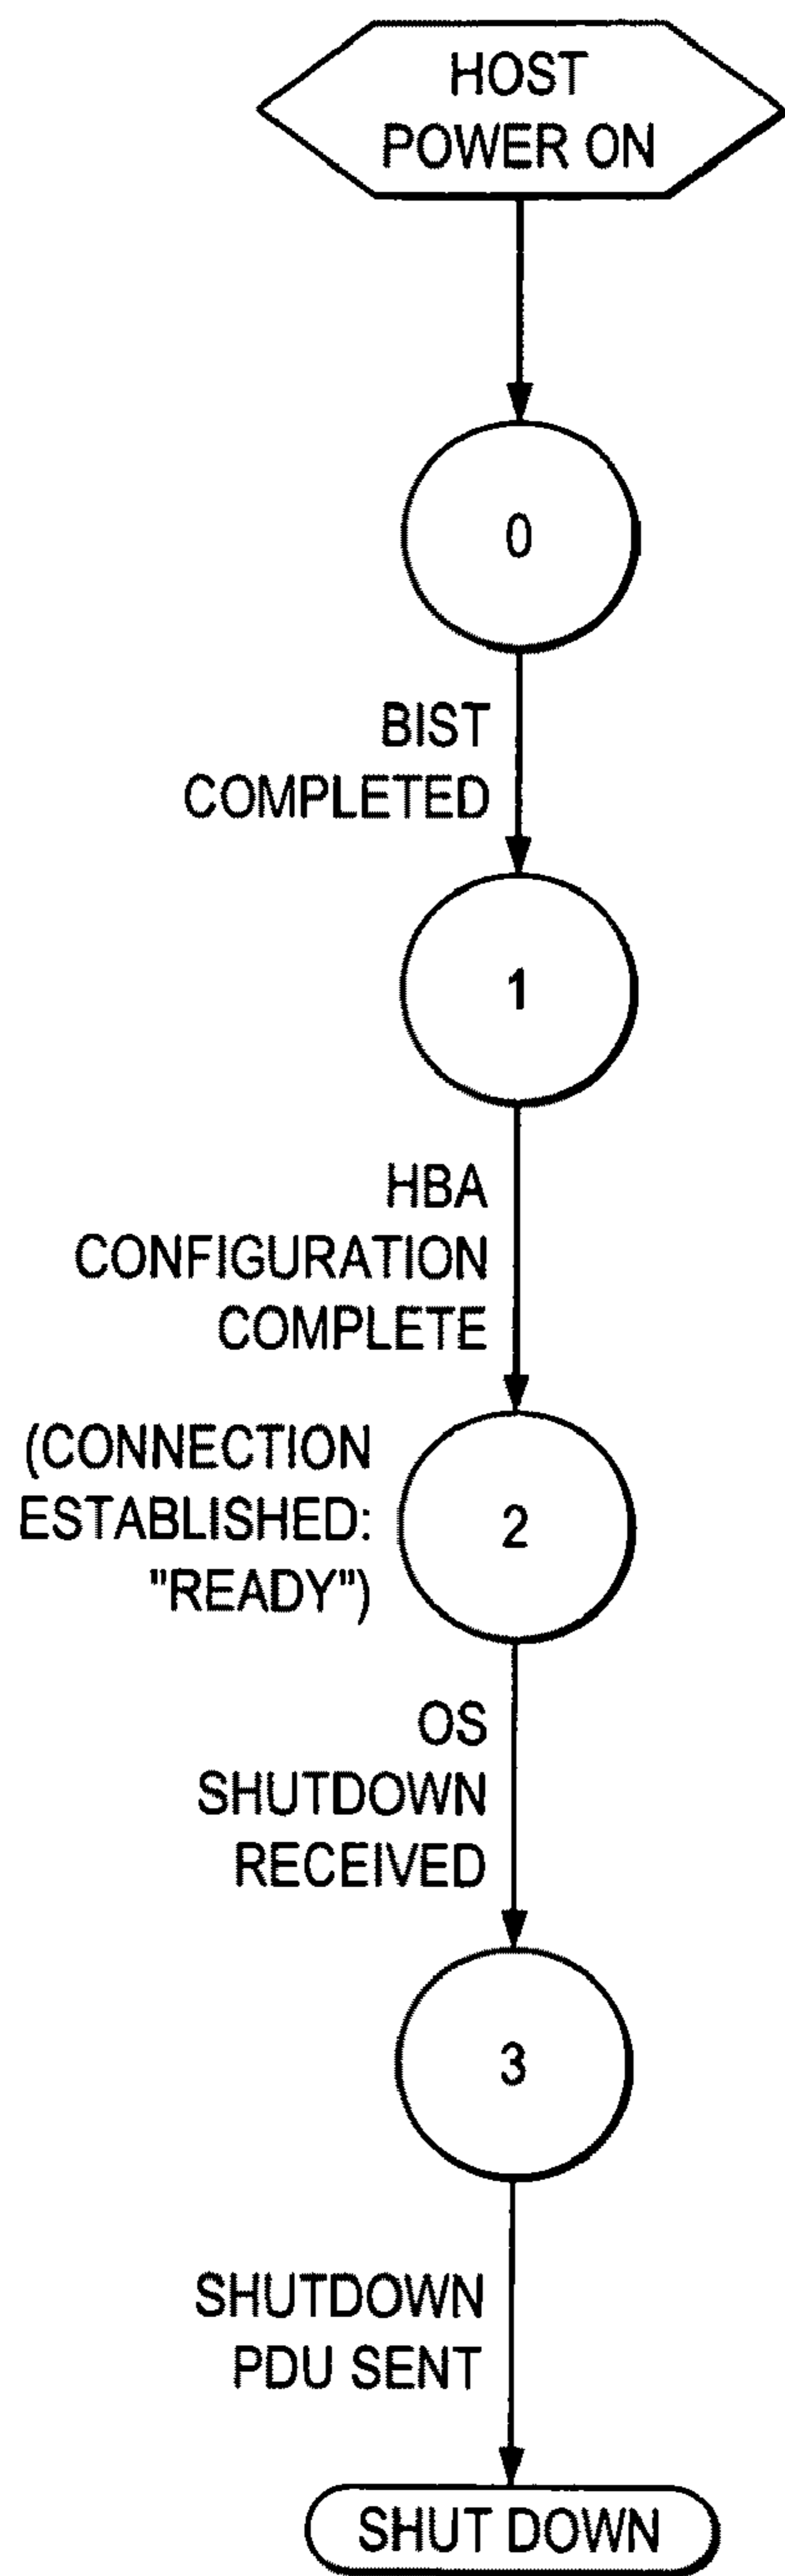 HOST
POWER ON
0
BIST
COMPLETED
1
HBA
CONFIGURATION
COMPLETE
(CONNECTION
ESTABLISHED:
"READY")
2
OS
SHUTDOWN
RECEIVED
3
SHUTDOWN
PDU SENT
SHUT DOWN